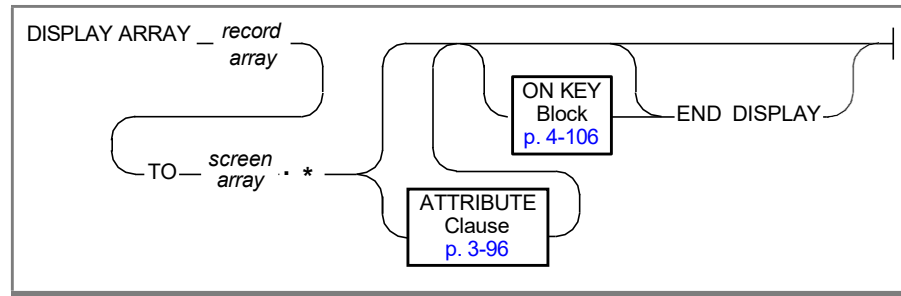 DISPLAY ARRAY record
array
TO screen
array . *
ON KEY
Block
p. 4-106
END DISPLAY
ATTRIBUTE
Clause
p. 3-96